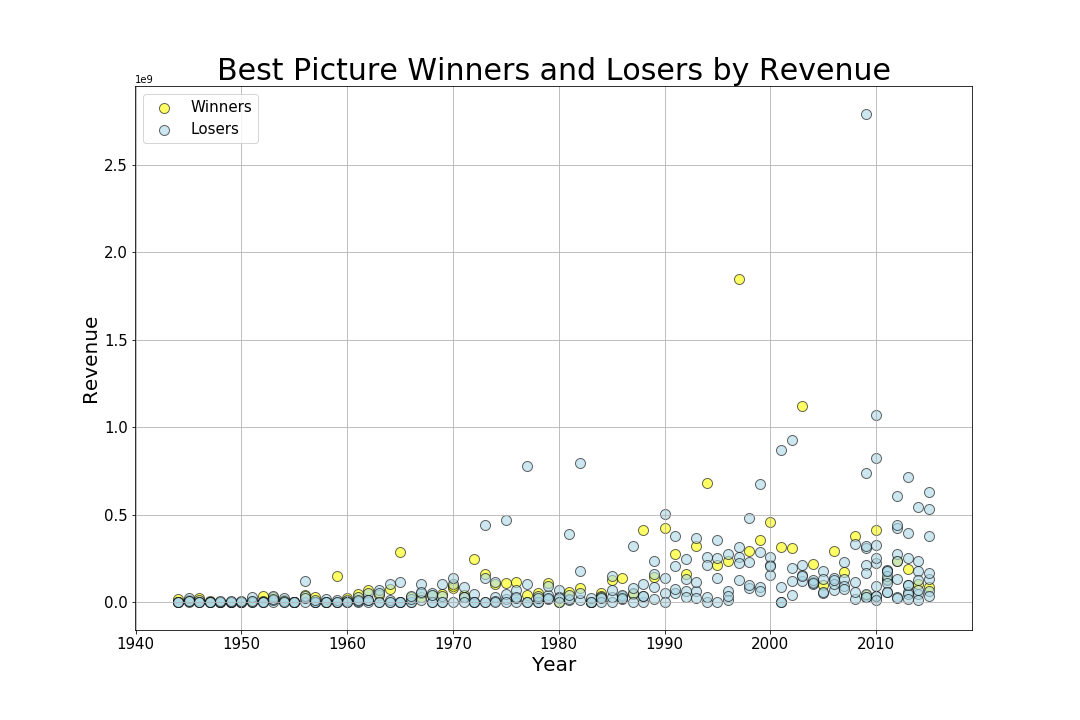 Best Picture Winners and Losers by Revenue
1e9
Winners
Losers
2.5
2.0
1.5
1.0
0.5
0.0
Revenue
1940 1950 1960 1970 1980 1990 2000 2010
Year